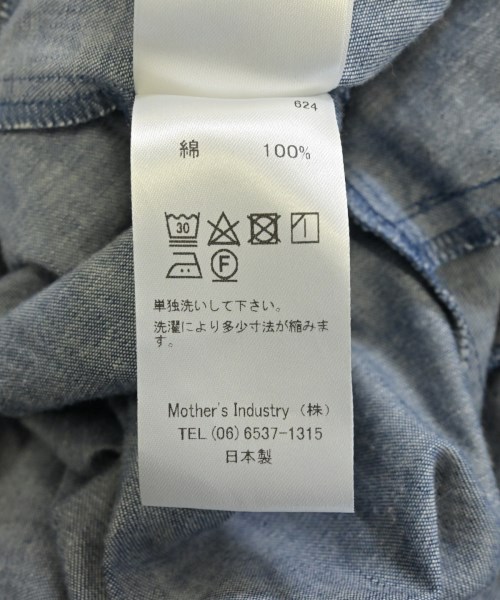 624
綿 100%
30
F
単独洗いして下さい。
洗濯により多少寸法が縮みま
す。
Mother's Industry (株)
TEL (06) 6537-1315
日本製